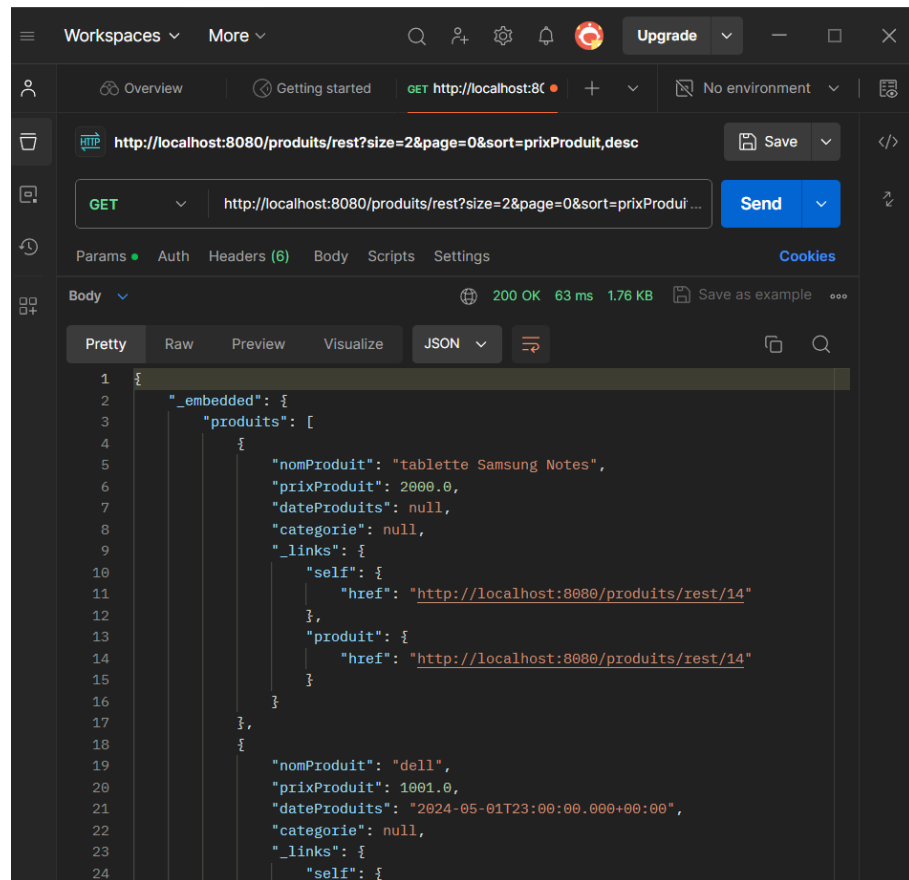 Workspaces More Upgrade
Overview Getting started GET http://localhost:8( + No environment
HTTP http://localhost:8080/produits/rest?size=2&page=0&sort=prixProduit,desc Save
GET http://localhost:8080/produits/rest?size=2&page=0&sort=prixProdui ... Send
Params Auth Headers (6) Body Scripts Settings Cookies
Body 200 OK 63 ms 1.76 KB Save as example
Pretty Raw Preview Visualize JSON
1 {
2 "_embedded": {
3 "produits": [
4 {
5 "nomProduit": "tablette Samsung Notes",
6 "prixProduit": 2000.0,
7 "dateProduits": null,
8 "categorie": null,
9 "_links": {
10 "self": {
11 "href": "http://localhost:8080/produits/rest/14"
12 },
13 "produit": {
14 "href": "http://localhost:8080/produits/rest/14"
15 }
16 }
17 },
18 {
19 "nomProduit": "dell",
20 "prixProduit": 1001.0,
21 "dateProduits": "2024-05-01T23:00:00.000+00:00",
22 "categorie": null,
23 "_links": {
24 "self": {